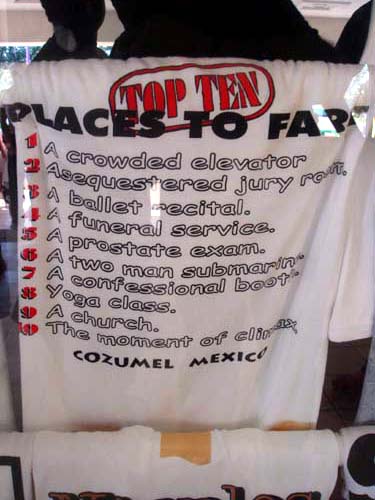 TOP TEN
PLACES TO FART
1 A crowded elevator
2 A sequestered jury room.
3 A ballet recital.
4 A funeral service.
5 A prostate exam.
6 A two man submarine.
7 A confessional booth.
8 Yoga class.
9 A church.
10 The moment of climax.
COZUMEL MEXICO